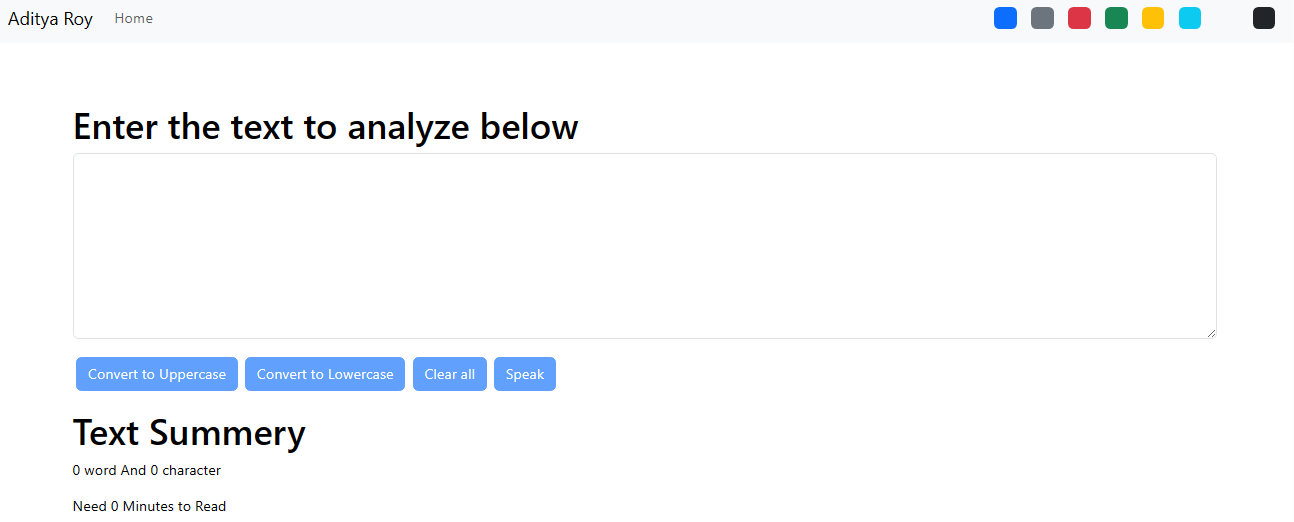 Aditya Roy Home
Enter the text to analyze below
Convert to Uppercase Convert to Lowercase Clear all Speak
Text Summery
0 word And 0 character
Need 0 Minutes to Read